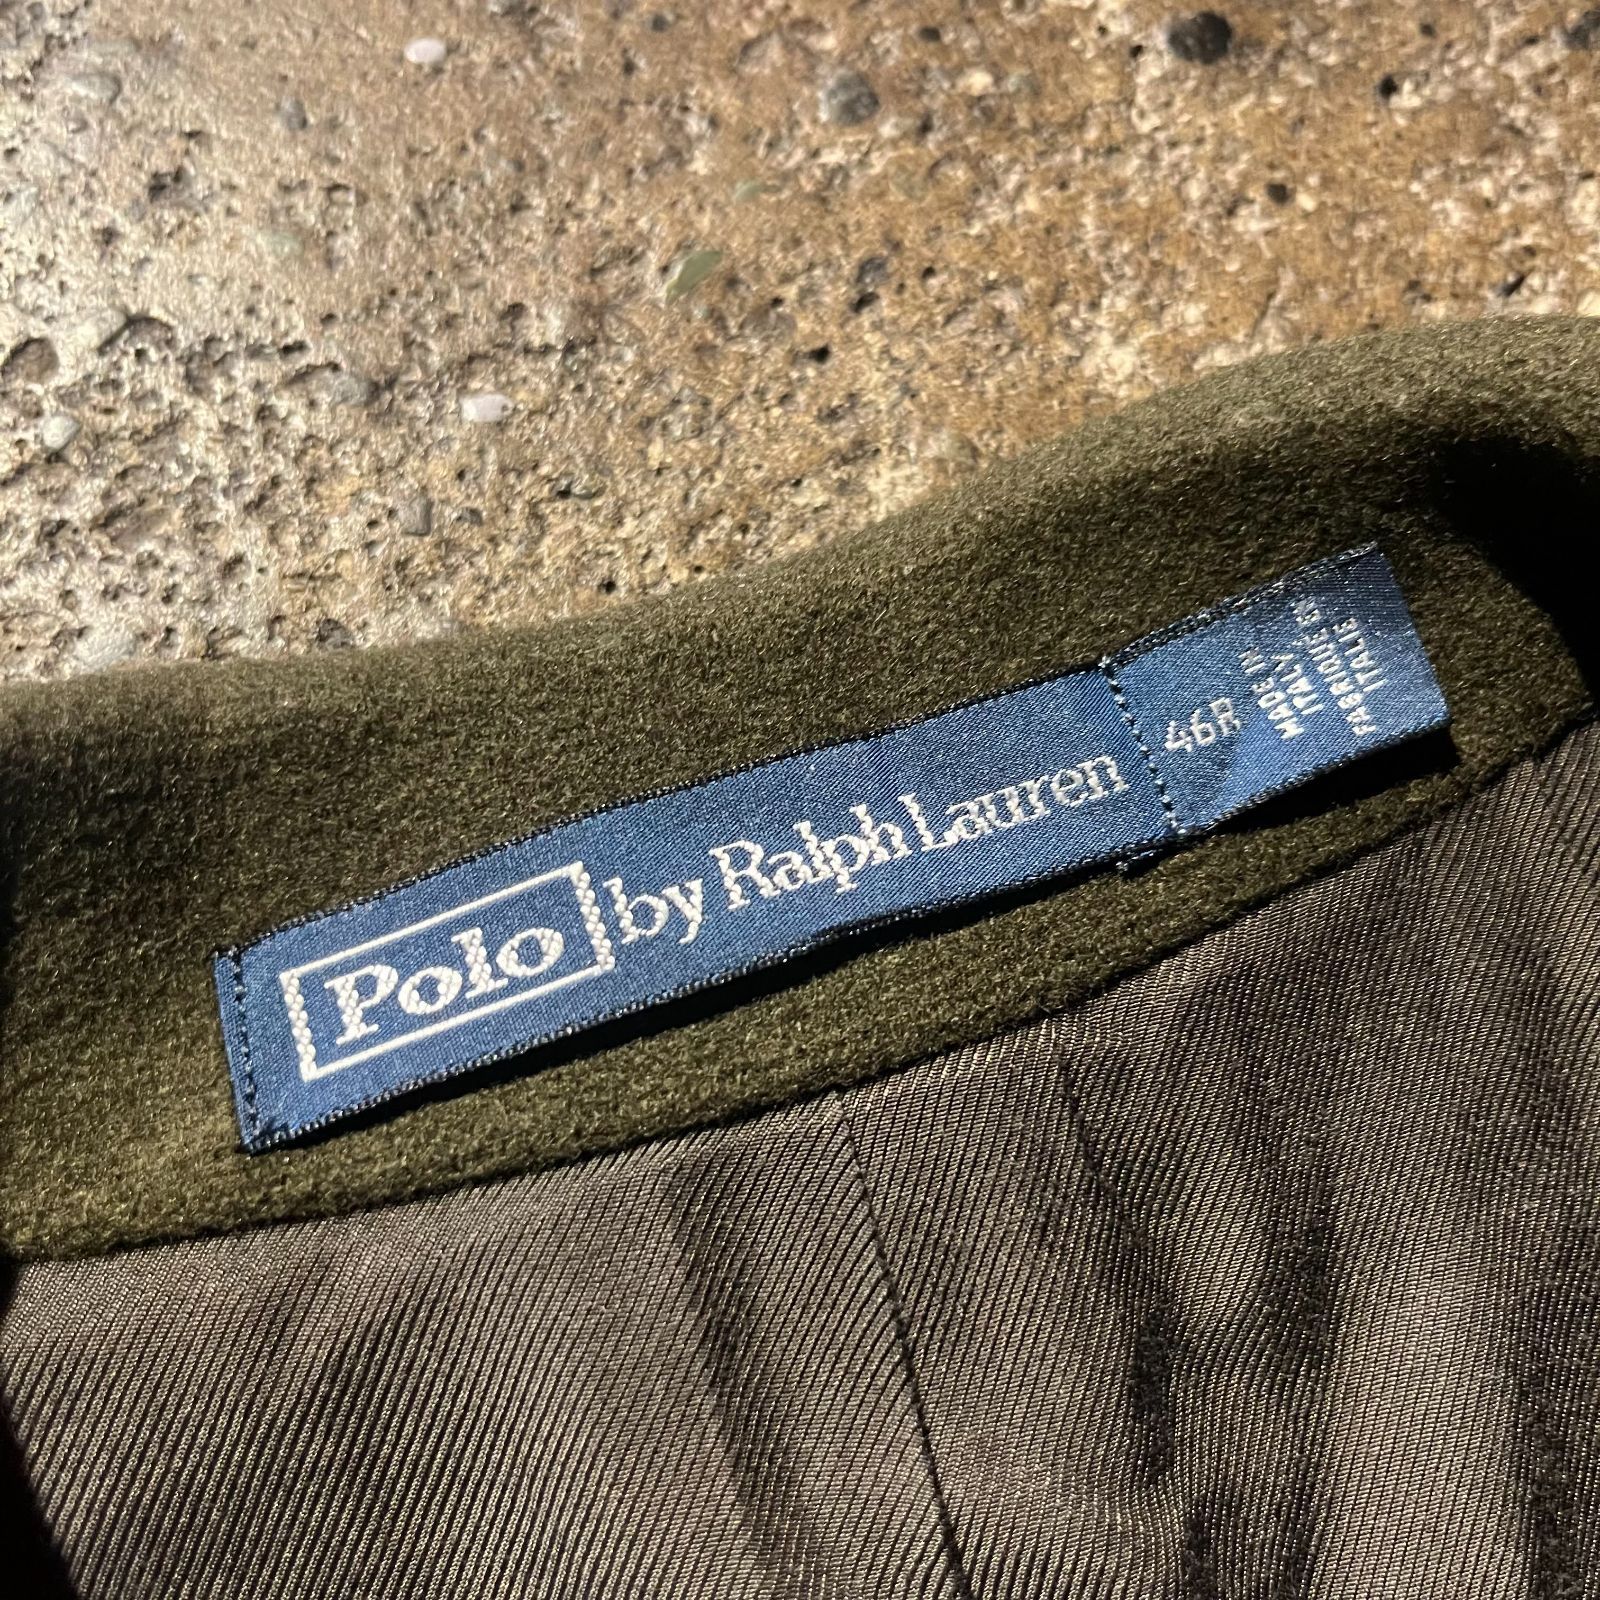 Polo by Ralph Lauren
46R
MADE IN
ITALY
FABRIQUE EN
ITALIE